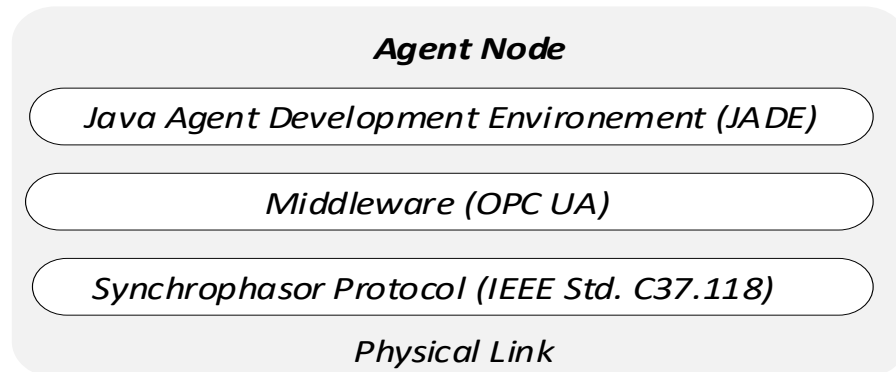 Agent Node
Java Agent Development Environement (JADE)
Middleware (OPC UA)
Synchrophasor Protocol (IEEE Std. C37.118)
Physical Link